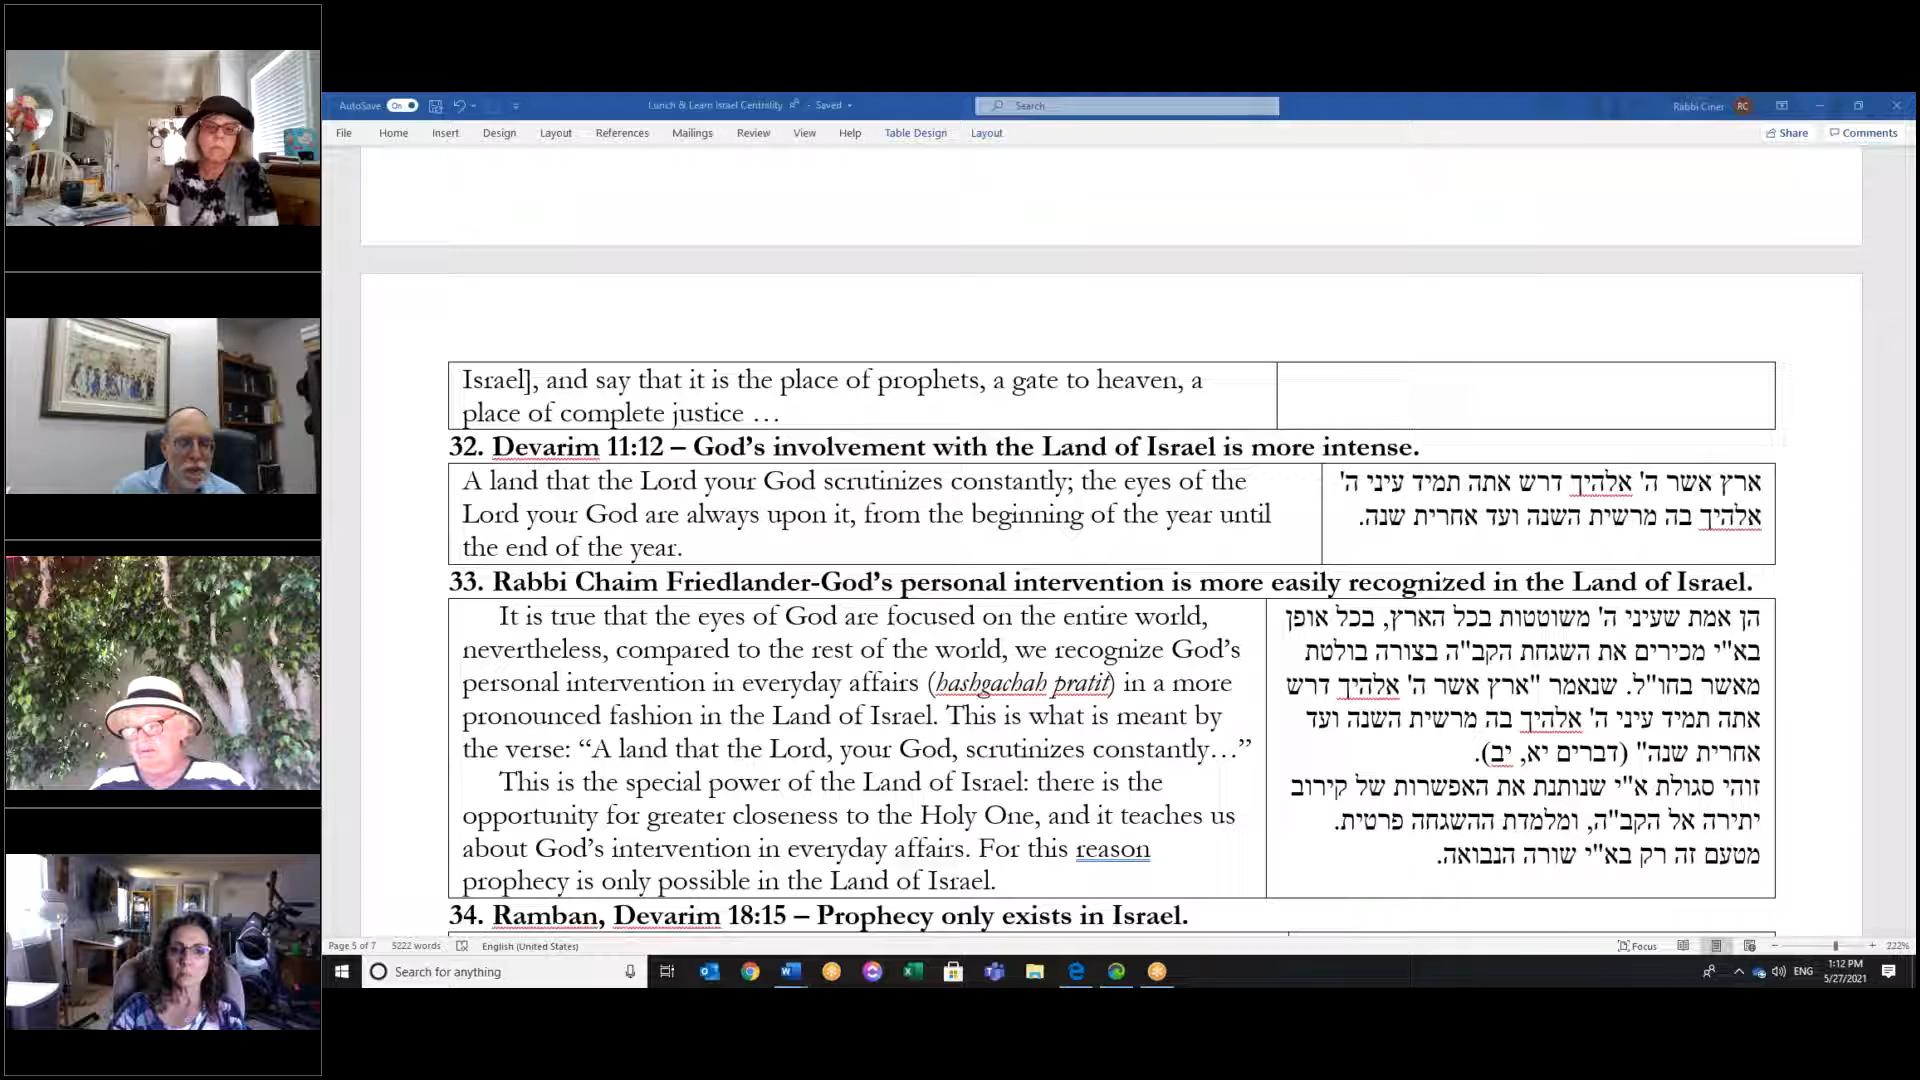 AutoSave On
Lunch & Learn Israel Centrality - Saved
Search
Rabbi Ciner RC
File Home Insert Design Layout References Mailings Review View Help Table Design Layout Share Comments
Israel], and say that it is the place of prophets, a gate to heaven, a
place of complete justice …
32. Devarim 11:12 – God’s involvement with the Land of Israel is more intense.
A land that the Lord your God scrutinizes constantly; the eyes of the
Lord your God are always upon it, from the beginning of the year until
the end of the year.
ארץ אשר ה' אלהיך דרש אתה תמיד עיני ה'
אלהיך בה מרשית השנה ועד אחרית שנה.
33. Rabbi Chaim Friedlander-God’s personal intervention is more easily recognized in the Land of Israel.
It is true that the eyes of God are focused on the entire world,
nevertheless, compared to the rest of the world, we recognize God’s
personal intervention in everyday affairs (hashgachah pratit) in a more
pronounced fashion in the Land of Israel. This is what is meant by
the verse: “A land that the Lord, your God, scrutinizes constantly…”
This is the special power of the Land of Israel: there is the
opportunity for greater closeness to the Holy One, and it teaches us
about God’s intervention in everyday affairs. For this reason
prophecy is only possible in the Land of Israel.
הן אמת שעיני ה' משוטטות בכל הארץ, בכל אופן
בא"י מכירים את השגחת הקב"ה בצורה בולטת
מאשר בחו"ל. שנאמר "ארץ אשר ה' אלהיך דרש
אתה תמיד עיני ה' אלהיך בה מרשית השנה ועד
אחרית שנה" (דברים יא, יב).
זוהי סגולת א"י שנותנת את האפשרות של קירוב
יתירה אל הקב"ה, ומלמדת ההשגחה פרטית.
מטעם זה רק בא"י שורה הנבואה.
34. Ramban, Devarim 18:15 – Prophecy only exists in Israel.
Page 5 of 7 5222 words English (United States) Focus 222%
Search for anything
ENG
1:12 PM
5/27/2021